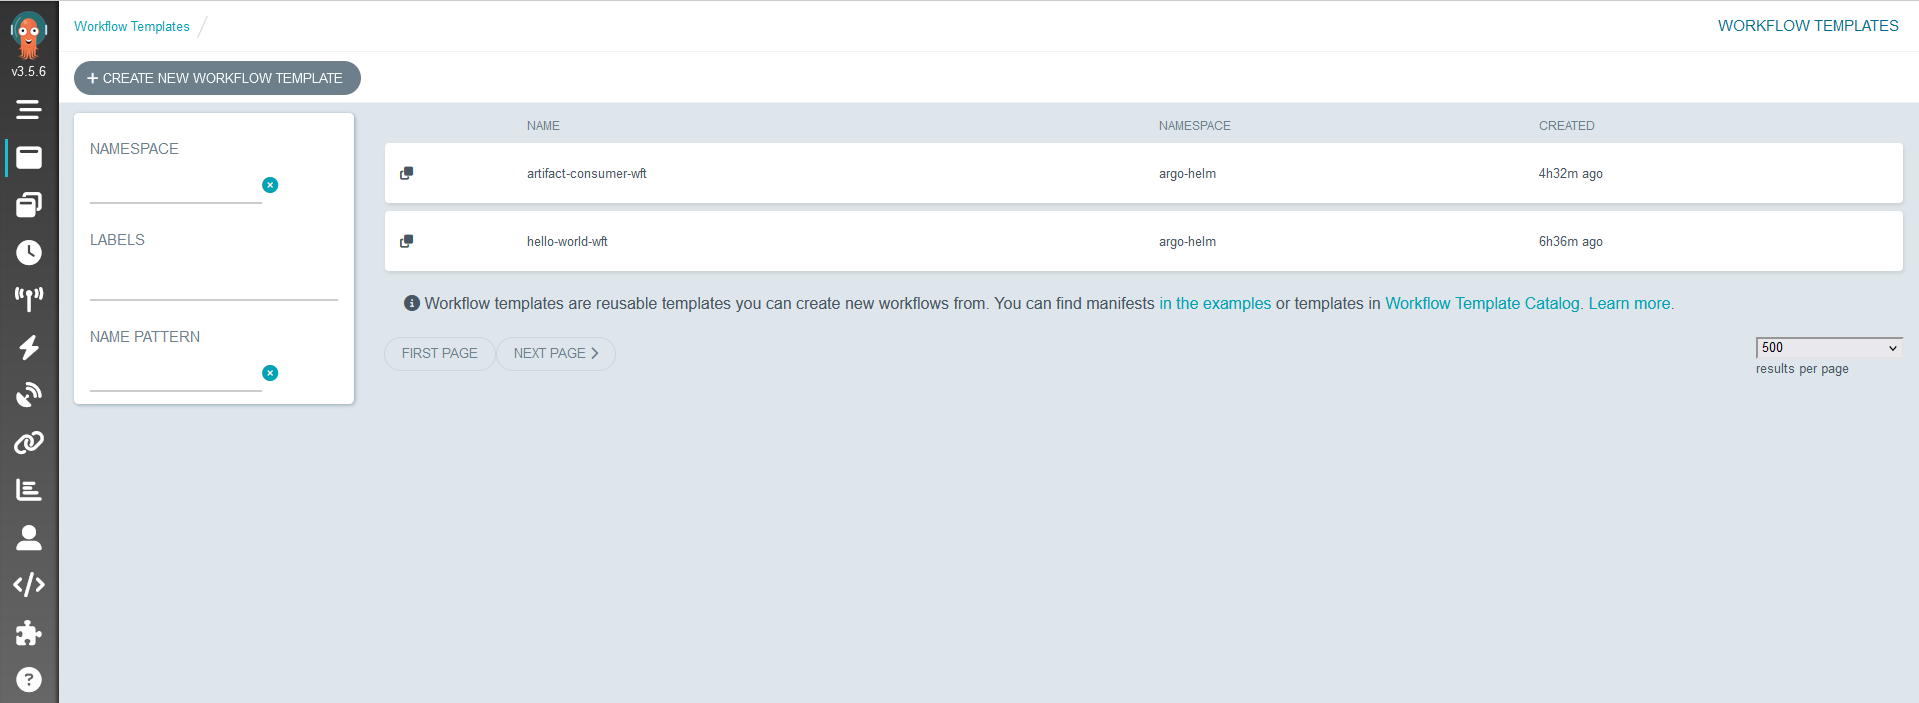 Workflow Templates
WORKFLOW TEMPLATES
v3.5.6
CREATE NEW WORKFLOW TEMPLATE
NAMESPACE
LABELS
NAME PATTERN
NAME NAMESPACE CREATED
artifact-consumer-wft argo-helm 4h32m ago
hello-world-wft argo-helm 6h36m ago
Workflow templates are reusable templates you can create new workflows from. You can find manifests in the examples or templates in Workflow Template Catalog. Learn more.
FIRST PAGE NEXT PAGE
500
results per page